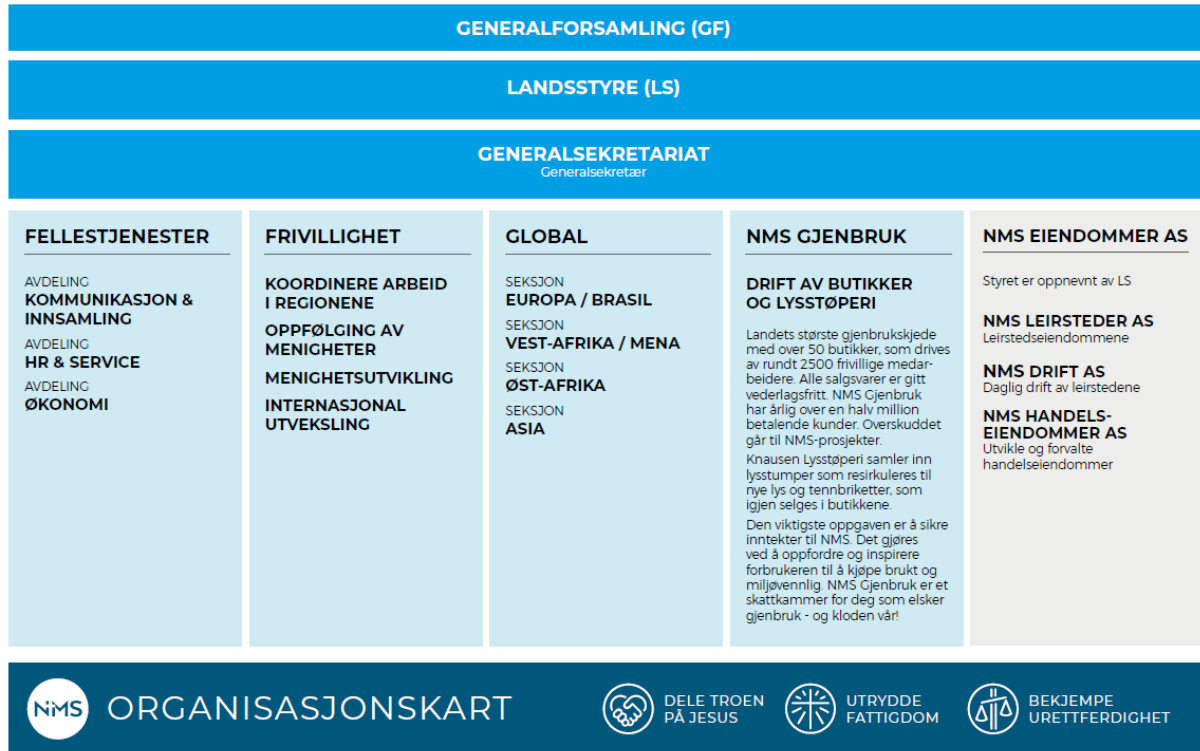 GENERALFORSAMLING (GF)
LANDSSTYRE (LS)
GENERALSEKRETARIAT
Generalsekretær
FELLESTJENESTER
AVDELING
KOMMUNIKASJON &
INNSAMLING
AVDELING
HR & SERVICE
AVDELING
ØKONOMI
FRIVILLIGHET
KOORDINERE ARBEID
I REGIONENE
OPPFØLGING AV
MENIGHETER
MENIGHETSUTVIKLING
INTERNASJONAL
UTVEKSLING
GLOBAL
SEKSJON
EUROPA / BRASIL
SEKSJON
VEST-AFRIKA / MENA
SEKSJON
ØST-AFRIKA
SEKSJON
ASIA
NMS GJENBRUK
DRIFT AV BUTIKKER
OG LYSSTØPERI
Landets største gjenbrukskjede
med over 50 butikker, som drives
av rundt 2500 frivillige medar-
beidere. Alle salgsvarer er gitt
vederlagsfritt. NMS Gjenbruk
har årlig over en halv million
betalende kunder. Overskuddet
går til NMS-prosjekter.
Knausen Lysstøperi samler inn
lysstumper som resirkuleres til
nye lys og tennbriketter, som
igjen selges i butikkene.
Den viktigste oppgaven er å sikre
inntekter til NMS. Det gjøres
ved å oppfordre og inspirere
forbrukeren til å kjøpe brukt og
miljøvennlig. NMS Gjenbruk er et
skattkammer for deg som elsker
gjenbruk - og kloden vår!
NMS EIENDOMMER AS
Styret er oppnevnt av LS
NMS LEIRSTEDER AS
Leirstedseiendommene
NMS DRIFT AS
Daglig drift av leirstedene
NMS HANDELS-
EIENDOMMER AS
Utvikle og forvalte
handelseiendommer
NMS
ORGANISASJONSKART
DELE TROEN
PÅ JESUS
UTRYDDE
FATTIGDOM
BEKJEMPE
URETTFERDIGHET